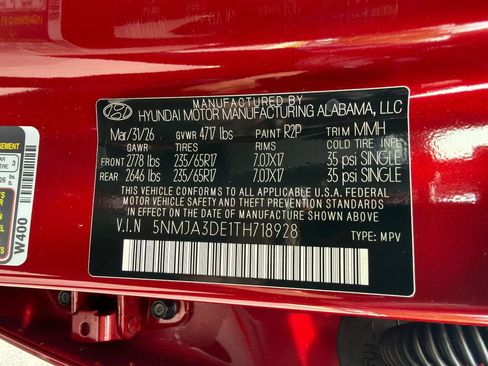 MANUFACTURED BY
HYUNDAI MOTOR MANUFACTURING ALABAMA, LLC
Mar/31/26 GVWR 4717 lbs PAINT R2P TRIM MMH
GAWR TIRES RIMS COLD TIRE INFL
FRONT 2778 lbs 235/65R17 7.0JX17 35 psi SINGLE
REAR 2646 lbs 235/65R17 7.0JX17 35 psi SINGLE
THIS VEHICLE CONFORMS TO ALL APPLICABLE U.S.A. FEDERAL
MOTOR VEHICLE SAFETY AND THEFT PREVENTION STANDARDS
IN EFFECT ON THE DATE OF MANUFACTURE SHOWN ABOVE.
V.I.N 5NMJA3DE1TH718928 TYPE: MPV
W400